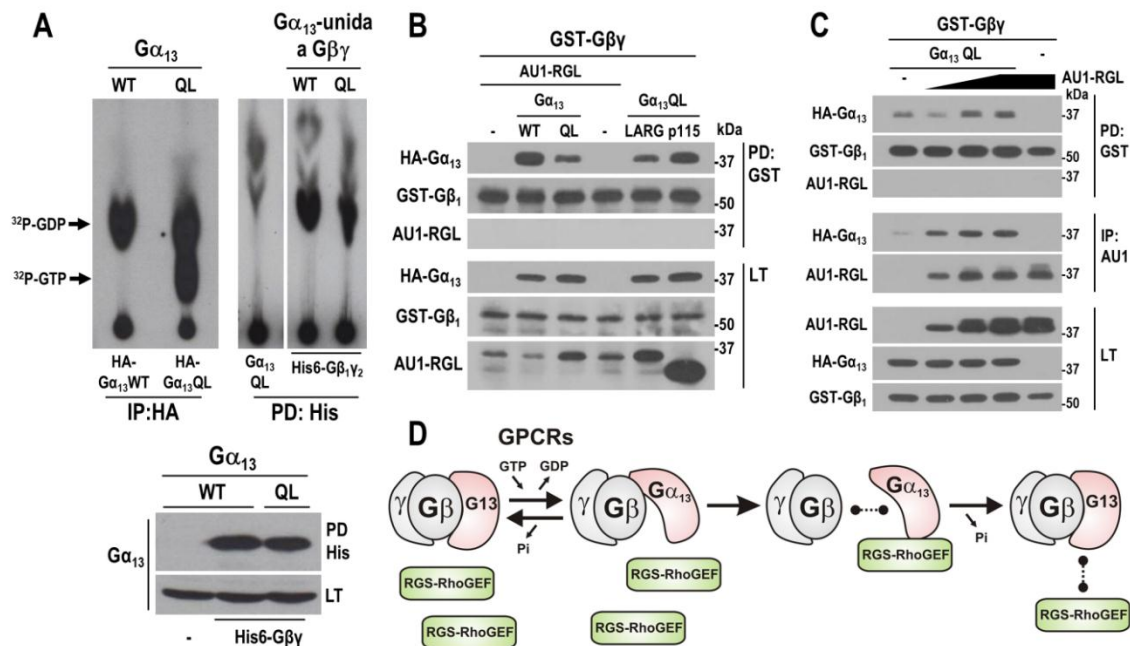 A
Gα13
WT QL
Gα13-unida
a Gβγ
WT QL
32P-GDP
32P-GTP
HA-
Gα13WT
HA-
Gα13QL
IP:HA
Gα13
QL
His6-Gβ1γ2
PD: His
Gα13
WT QL
Gα13
PD
His
LT
- His6-Gβγ
B
GST-Gβγ
AU1-RGL
Gα13 Gα13QL
- WT QL - LARG p115 kDa
HA-Gα13 -37
GST-Gβ1 -50
AU1-RGL -37
PD:
GST
HA-Gα13 -37
GST-Gβ1 -50
AU1-RGL -37
LT
C
GST-Gβγ
Gα13 QL -
- AU1-RGL
kDa
HA-Gα13 -37
GST-Gβ1 -50
AU1-RGL -37
PD:
GST
HA-Gα13 -37
AU1-RGL -37
IP:
AU1
AU1-RGL -37
HA-Gα13 -37
GST-Gβ1 -50
LT
D
GPCRs
GTP GDP
Pi
γ Gβ G13
RGS-RhoGEF
RGS-RhoGEF
γ Gβ Gα13
RGS-RhoGEF
RGS-RhoGEF
γ Gβ Gα13
RGS-RhoGEF
Pi
γ Gβ G13
RGS-RhoGEF